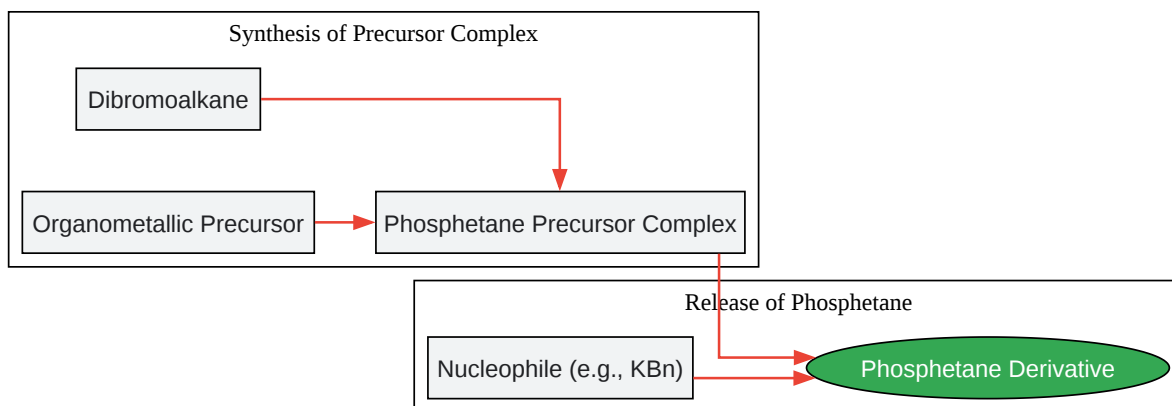 Synthesis of Precursor Complex
Dibromoalkane
Organometallic Precursor
Phosphetane Precursor Complex
Release of Phosphetane
Nucleophile (e.g., KBn)
Phosphetane Derivative